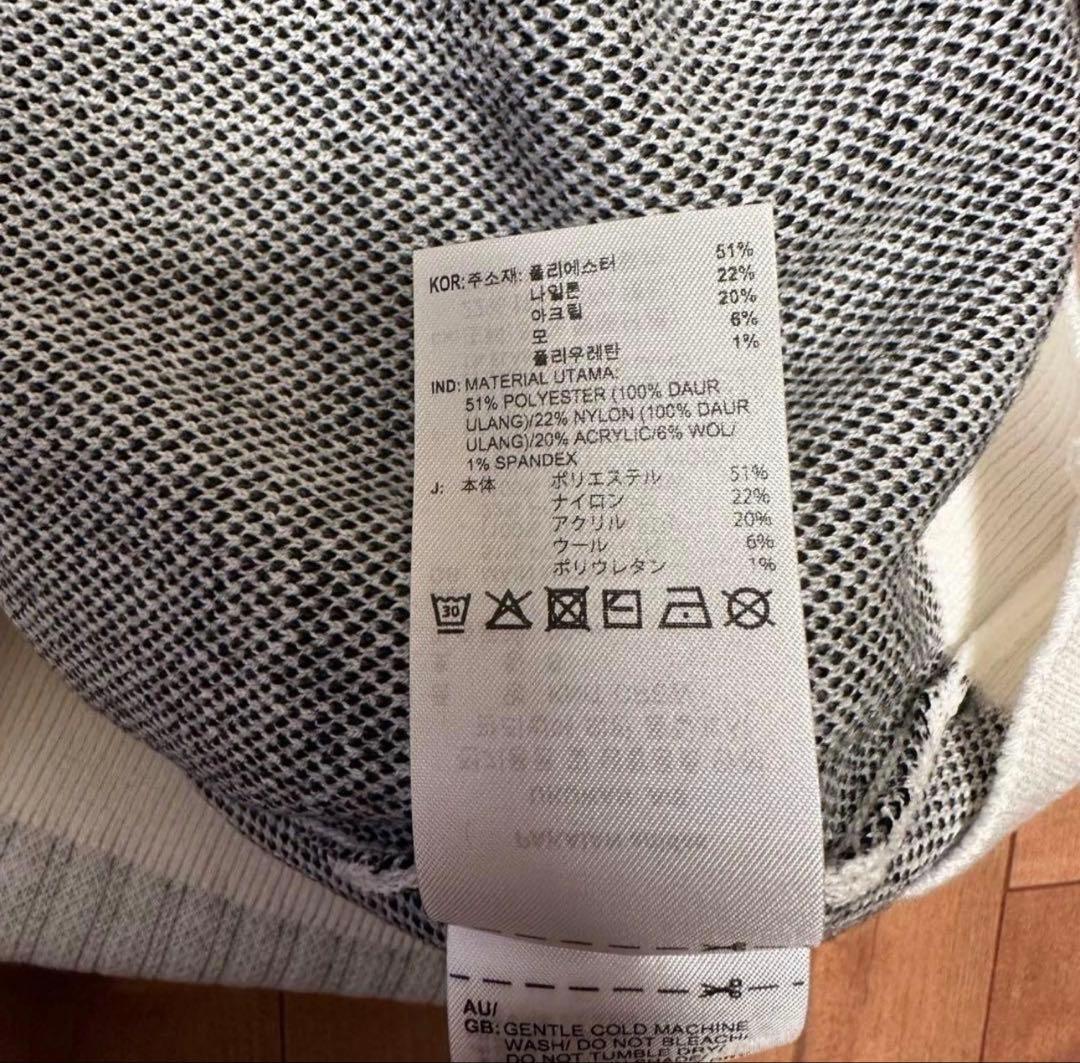 KOR: 주소재: 폴리에스터 51%
나일론 22%
아크릴 20%
모 6%
폴리우레탄 1%
IND: MATERIAL UTAMA:
51% POLYESTER (100% DAUR
ULANG)/22% NYLON (100% DAUR
ULANG)/20% ACRYLIC/6% WOL/
1% SPANDEX
J: 本体 ポリエステル 51%
ナイロン 22%
アクリル 20%
ウール 6%
ポリウレタン 1%
30
AU/
GB: GENTLE COLD MACHINE
WASH/ DO NOT BLEACH/
DO NOT TUMBLE DRY/